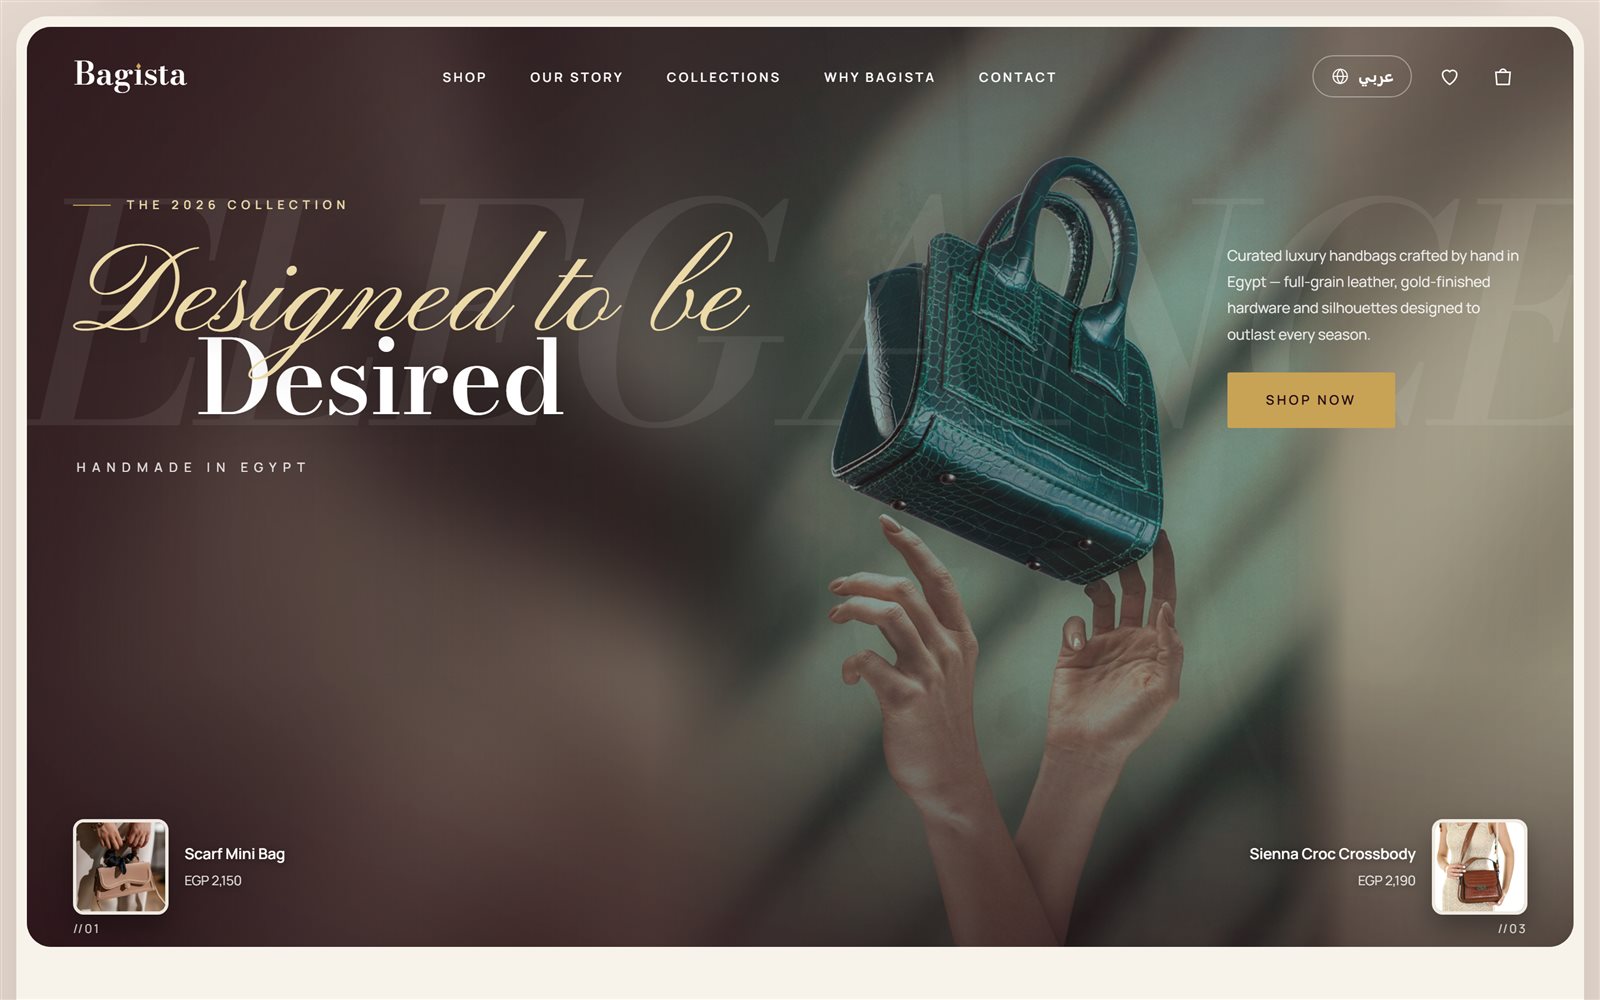 Bagista
SHOP
OUR STORY
COLLECTIONS
WHY BAGISTA
CONTACT
عربي
ELEGANCE
THE 2026 COLLECTION
Designed to be
Desired
HANDMADE IN EGYPT
Curated luxury handbags crafted by hand in
Egypt — full-grain leather, gold-finished
hardware and silhouettes designed to
outlast every season.
SHOP NOW
Scarf Mini Bag
EGP 2,150
//01
Sienna Croc Crossbody
EGP 2,190
//03